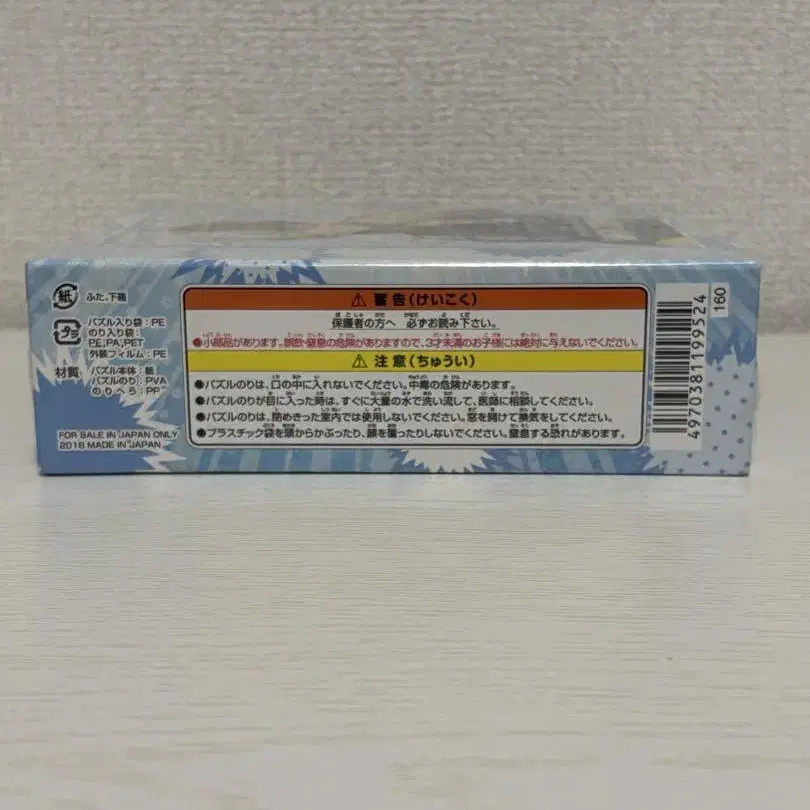 紙 ふた、下箱
プラ パズル入り袋:PE
のり入り袋:
PE,PA,PET
外装フィルム:PE
材質 パズル本体:紙
パズルのり:PVA
のりべら:PP
FOR SALE IN JAPAN ONLY
2018 MADE IN JAPAN
⚠警告(けいこく)
保護者の方へ 必ずお読み下さい。
●小部品があります。誤飲・窒息の危険がありますので、3才未満のお子様には絶対に与えないでください。
⚠注意(ちゅうい)
●パズルのりは、口の中に入れないでください。中毒の危険があります。
●パズルのりが目に入った時は、すぐに大量の水で洗い流して、医師に相談してください。
●パズルのりは、閉めきった室内では使用しないでください。窓を開けて換気をしてください。
●プラスチック袋を頭からかぶったり、顔を覆ったりしないでください。窒息する恐れがあります。
4970381199524
160